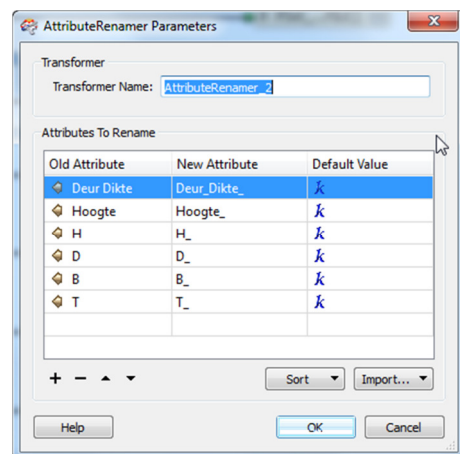 AttributeRenamer Parameters
Transformer
Transformer Name: AttributeRenamer_2
Attributes To Rename
Old Attribute New Attribute Default Value
Deur Dikte Deur_Dikte_ k
Hoogte Hoogte_ k
H H_ k
D D_ k
B B_ k
T T_ k
Sort Import...
Help OK Cancel